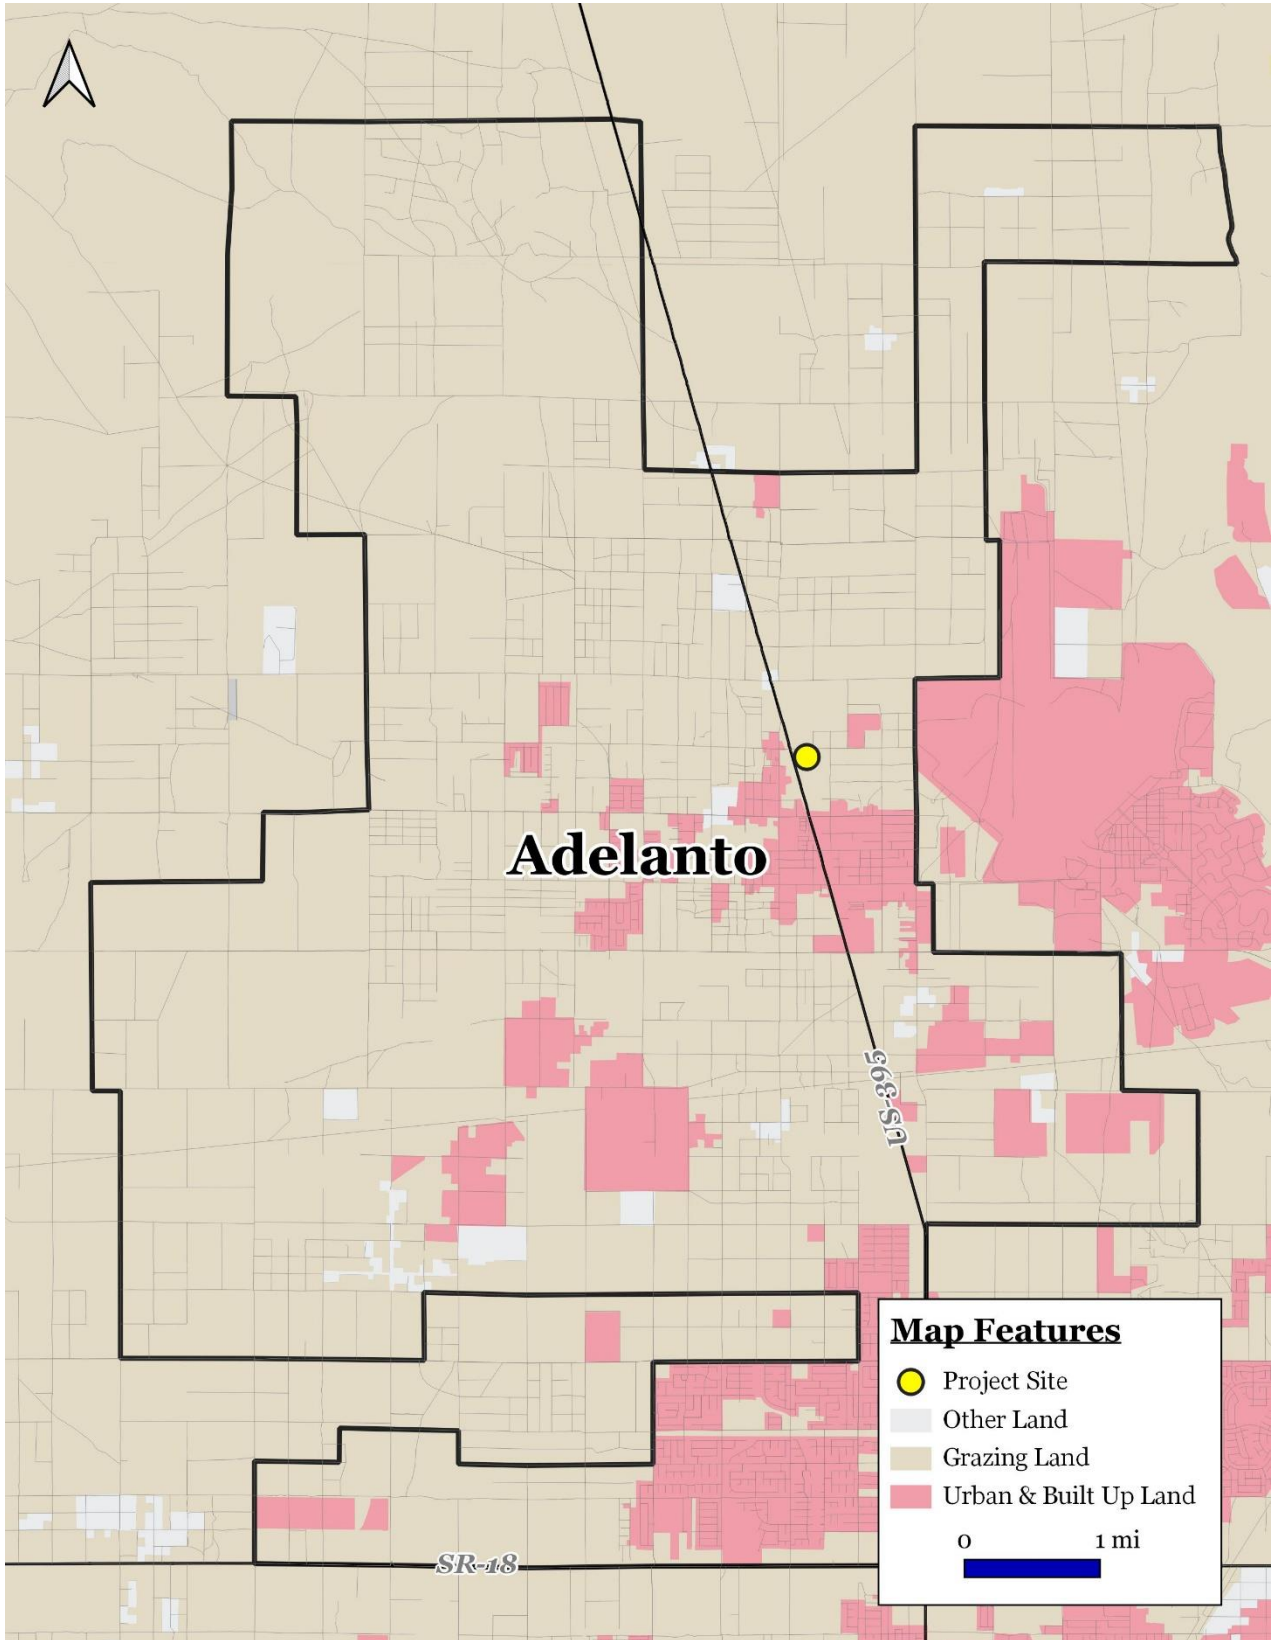 Adelanto
US-395
SR-18
Map Features
Project Site
Other Land
Grazing Land
Urban & Built Up Land
0 1 mi